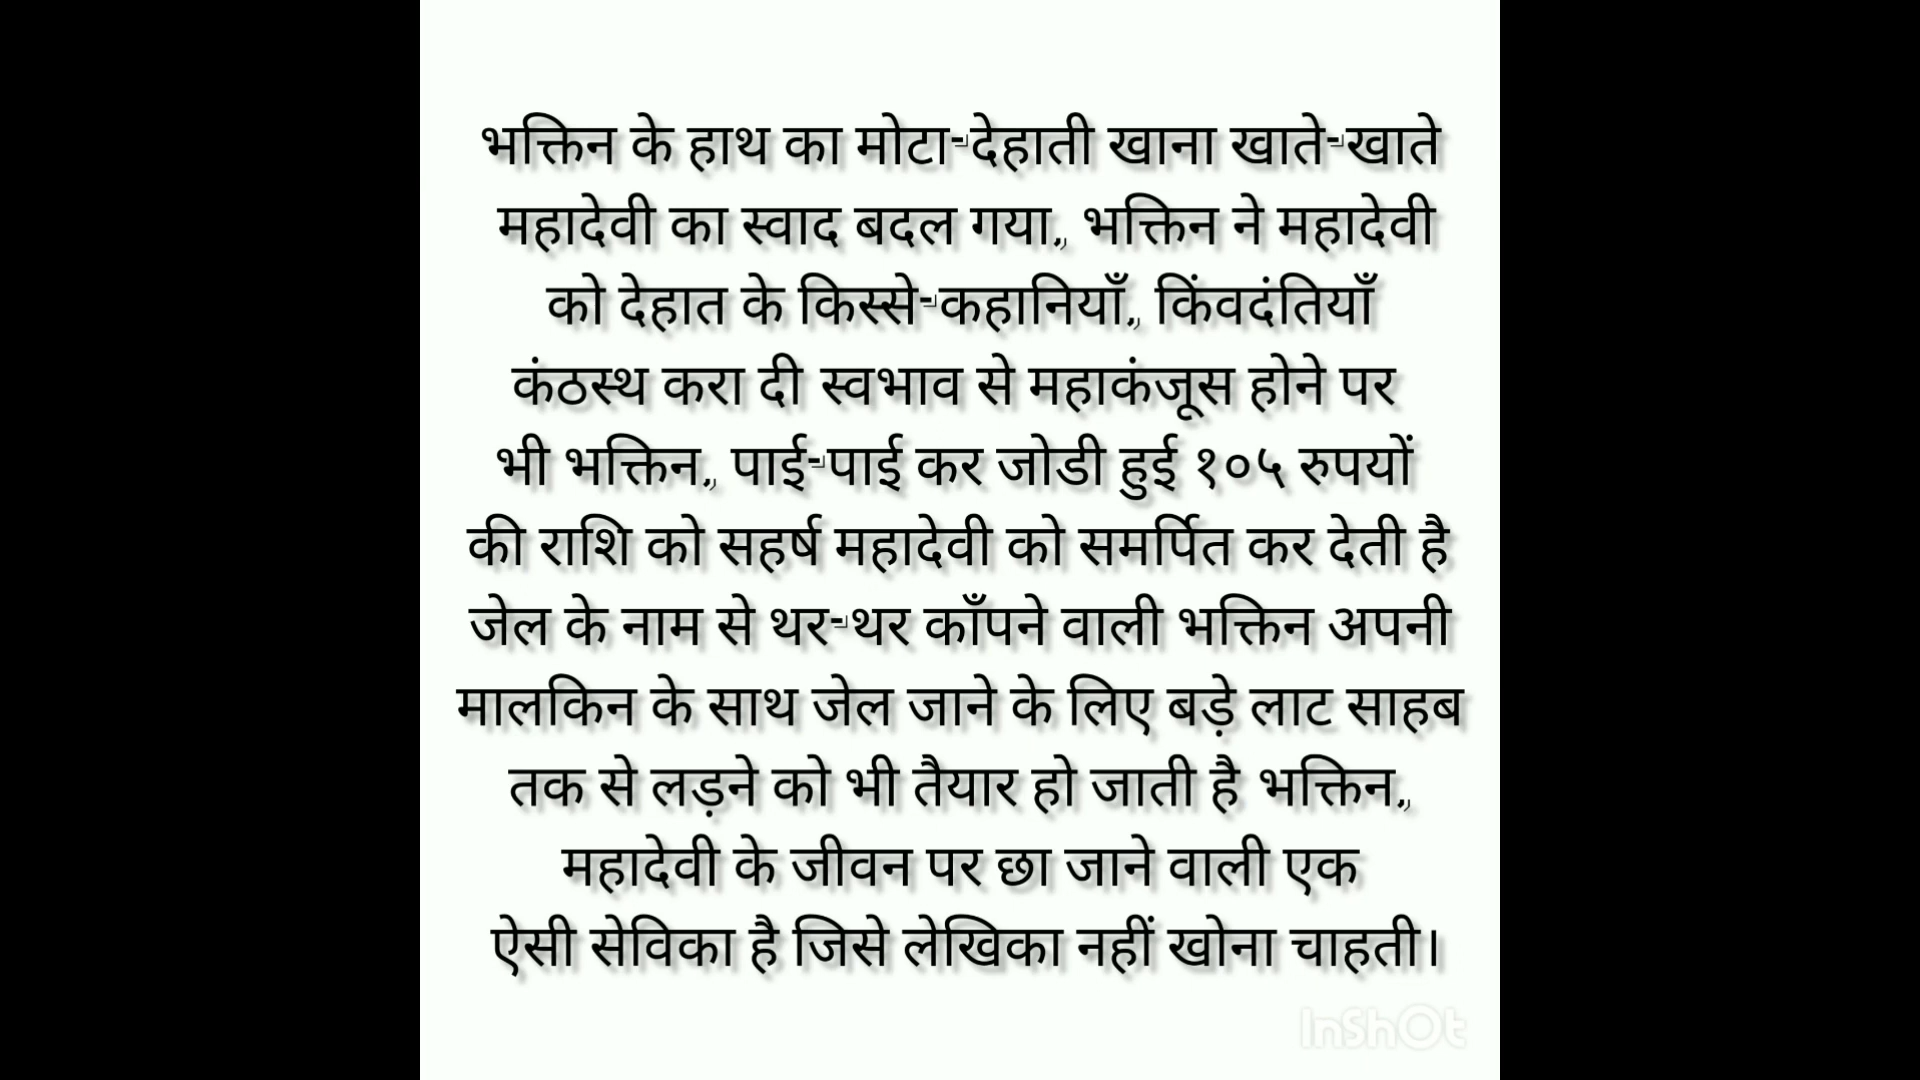 भक्तिन के हाथ का मोटा-देहाती खाना खाते-खाते
महादेवी का स्वाद बदल गया, भक्तिन ने महादेवी
को देहात के किस्से-कहानियाँ, किंवदंतियाँ
कंठस्थ करा दी स्वभाव से महाकंजूस होने पर
भी भक्तिन, पाई-पाई कर जोडी हुई १०५ रुपयों
की राशि को सहर्ष महादेवी को समर्पित कर देती है
जेल के नाम से थर-थर काँपने वाली भक्तिन अपनी
मालकिन के साथ जेल जाने के लिए बड़े लाट साहब
तक से लड़ने को भी तैयार हो जाती है भक्तिन,
महादेवी के जीवन पर छा जाने वाली एक
ऐसी सेविका है जिसे लेखिका नहीं खोना चाहती।
InShOt